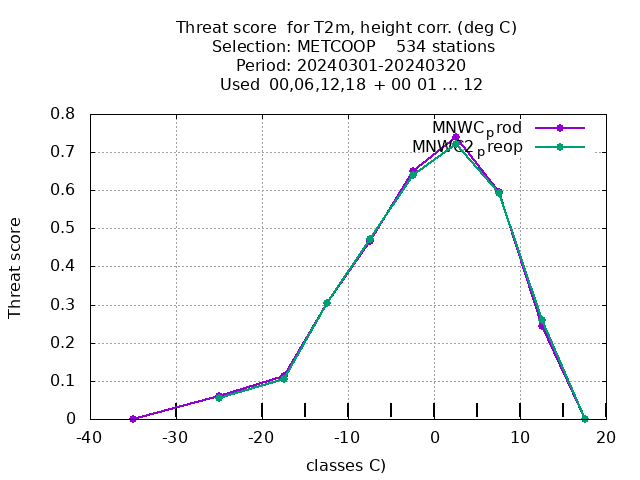 Threat score  for T2m, height corr. (deg C)
Selection: METCOOP    534 stations
Period: 20240301-20240320
Used  00,06,12,18 + 00 01 ... 12
MNWC_prod
MNWC2_preop
Threat score
0.8
0.7
0.6
0.5
0.4
0.3
0.2
0.1
0
-40
-30
-20
-10
0
10
20
classes C)